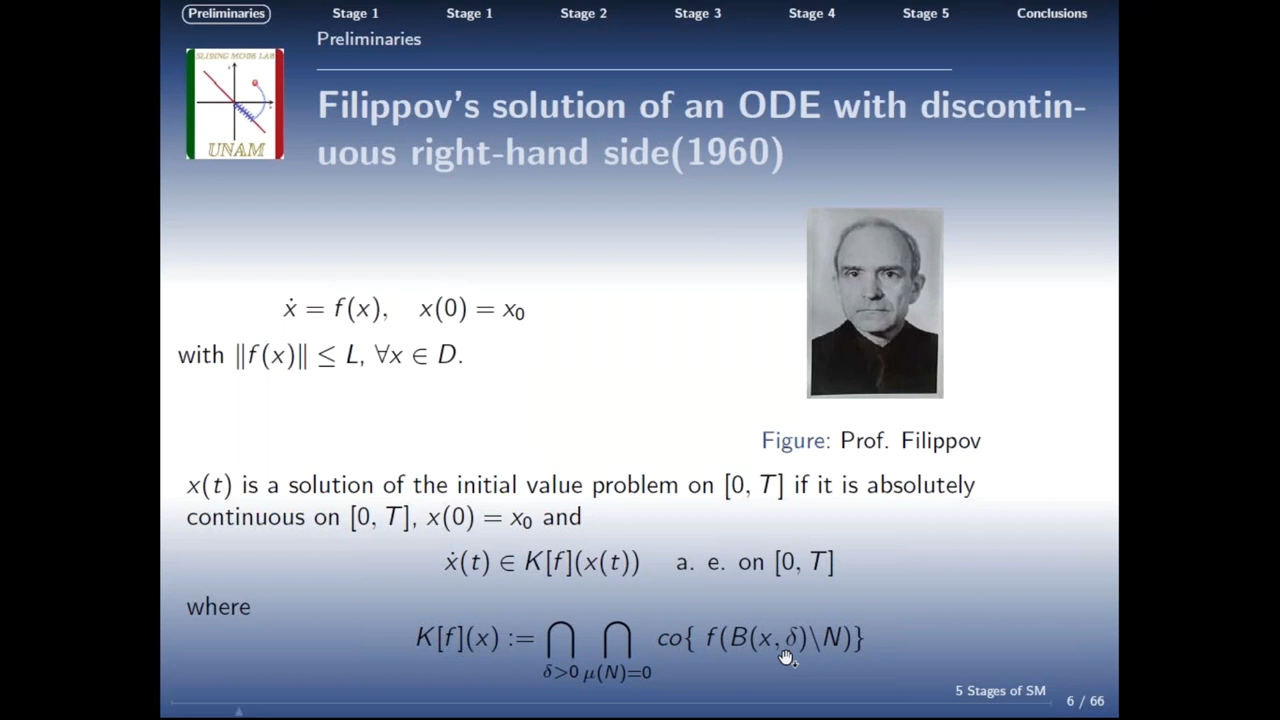 Preliminaries Stage 1 Stage 1 Stage 2 Stage 3 Stage 4 Stage 5 Conclusions
Preliminaries
SLIDING MODE LAB
UNAM
Filippov's solution of an ODE with discontin-
uous right-hand side(1960)
ẋ = f(x), x(0) = x₀
with ‖f(x)‖ ≤ L, ∀x ∈ D.
Figure: Prof. Filippov
x(t) is a solution of the initial value problem on [0, T] if it is absolutely
continuous on [0, T], x(0) = x₀ and
ẋ(t) ∈ K[f](x(t)) a. e. on [0, T]
where
K[f](x) := ⋂ ⋂ co{ f(B(x, δ)\N)}
δ>0 μ(N)=0
5 Stages of SM
6 / 66